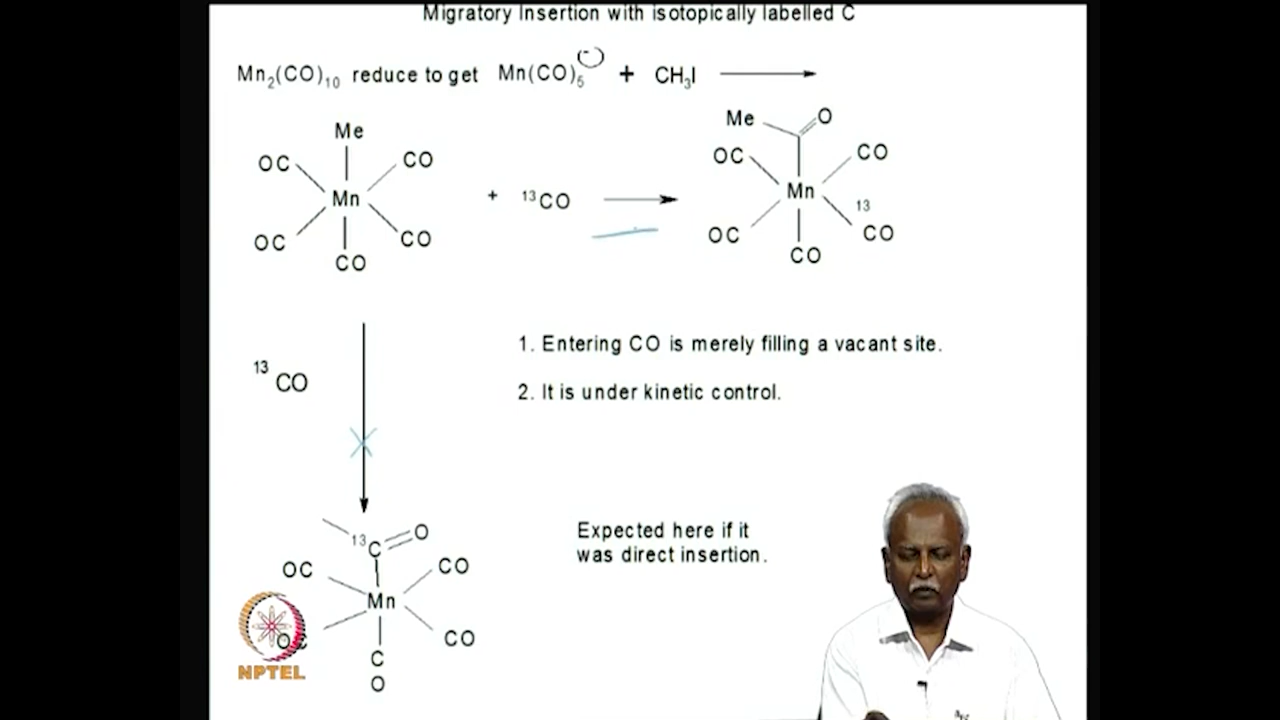 Migratory Insertion with isotopically labelled C
Mn2(CO)10 reduce to get Mn(CO)5(-) + CH3I
Me
OC CO
Mn
OC CO
CO
+ 13CO
Me O
OC CO
Mn
13
OC CO
CO
13CO
1. Entering CO is merely filling a vacant site.
2. It is under kinetic control.
Expected here if it
was direct insertion.
13C O
OC CO
Mn
CO
C
O
NPTEL